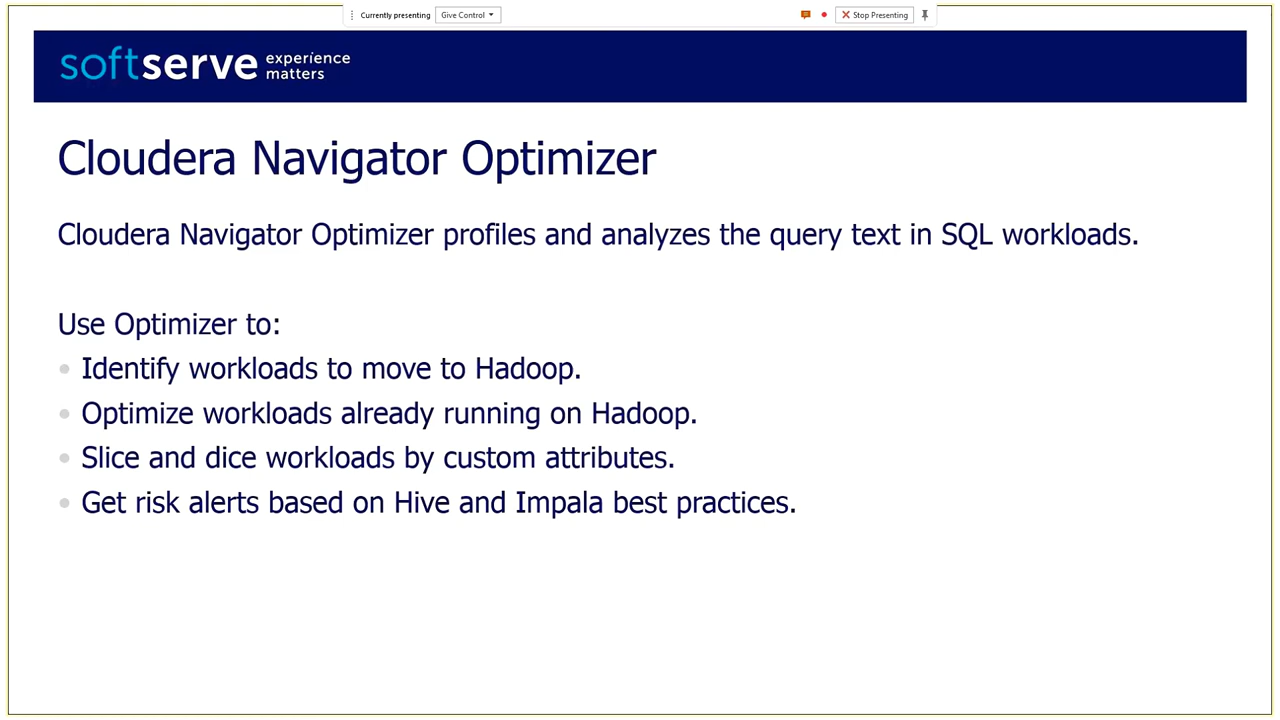 Currently presenting Give Control Stop Presenting
softserve experience
matters
Cloudera Navigator Optimizer
Cloudera Navigator Optimizer profiles and analyzes the query text in SQL workloads.
Use Optimizer to:
Identify workloads to move to Hadoop.
Optimize workloads already running on Hadoop.
Slice and dice workloads by custom attributes.
Get risk alerts based on Hive and Impala best practices.